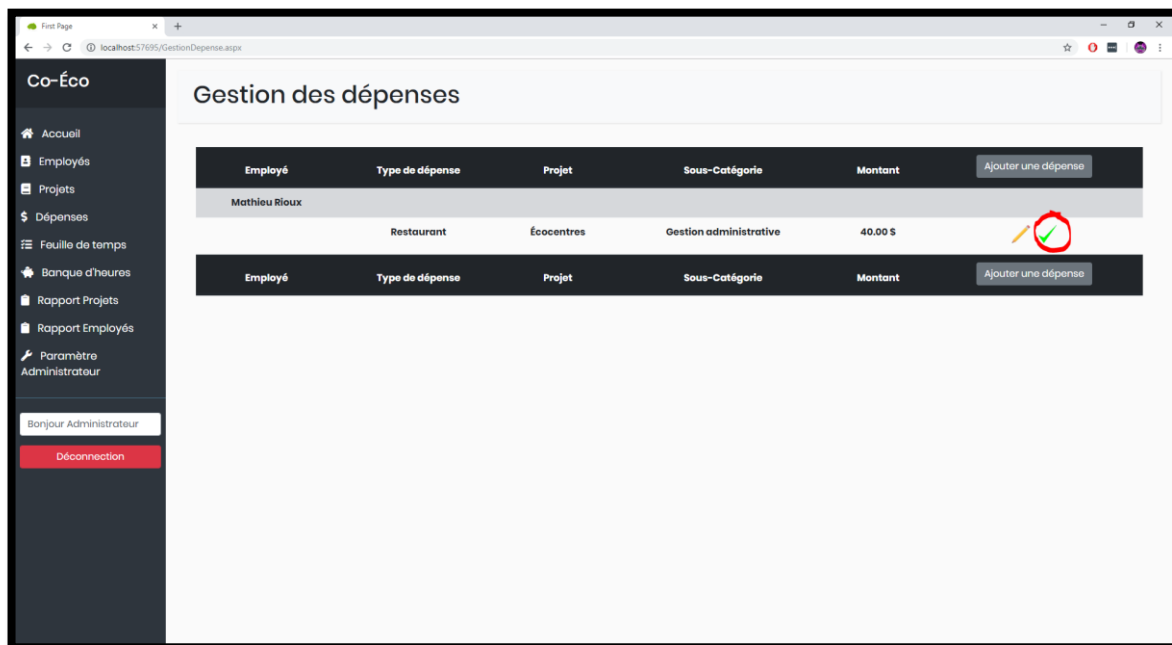 First Page
localhost:57695/GestionDepense.aspx
Co-Éco
Gestion des dépenses
Accueil
Employés
Projets
Dépenses
Feuille de temps
Banque d'heures
Rapport Projets
Rapport Employés
Paramètre
Administrateur
Bonjour Administrateur
Déconnection
Employé Type de dépense Projet Sous-Catégorie Montant Ajouter une dépense
Mathieu Rioux
Restaurant Écocentres Gestion administrative 40.00 $
Employé Type de dépense Projet Sous-Catégorie Montant Ajouter une dépense